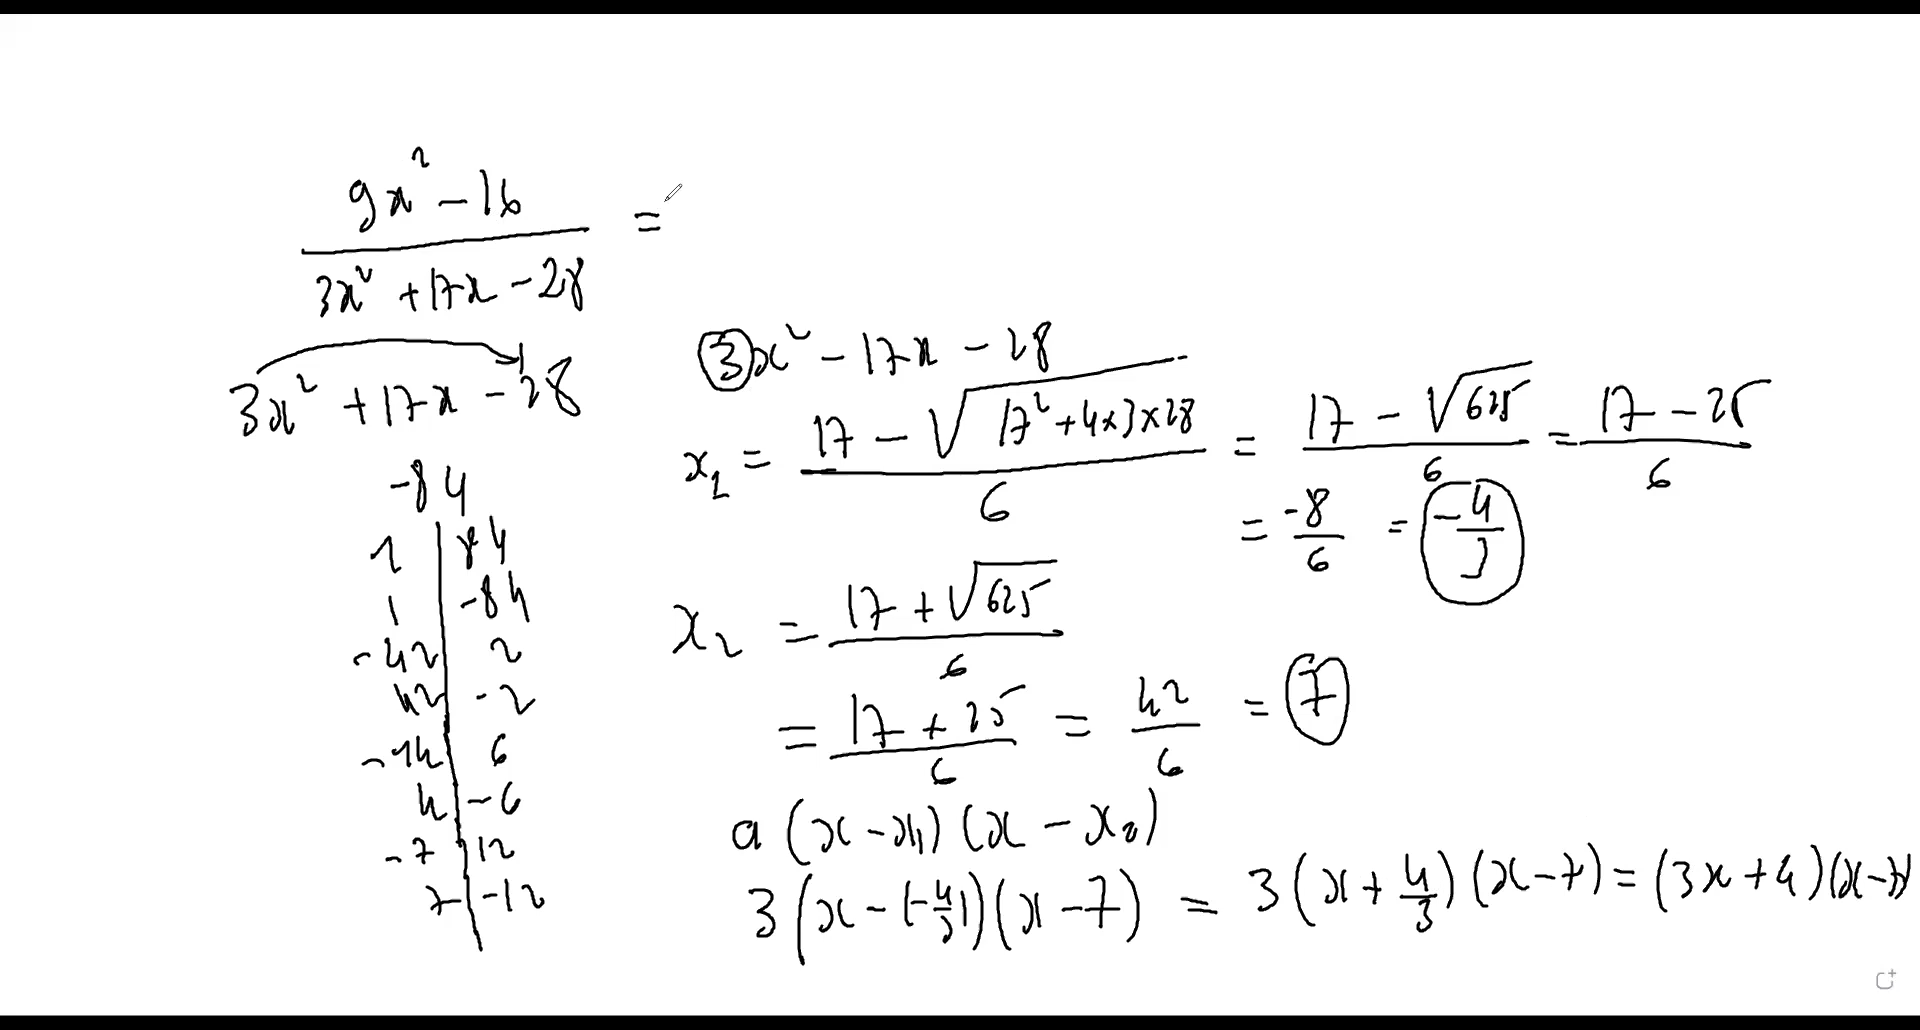 9x² - 16 =
3x² + 17x - 28
3x² + 17x - 28
-84
1 84
1 -84
-42 2
42 -2
-14 6
14 -6
-7 12
7 -12
3x² - 17x - 28
x₁ = (17 - √(17² + 4×3×28))/6 = (17 - √625)/6 = (17 - 25)/6
= -8/6 = -4/3
x₂ = (17 + √625)/6
= (17 + 25)/6 = 42/6 = 7
a(x - x₁)(x - x₂)
3(x - (-4/3))(x - 7) = 3(x + 4/3)(x - 7) = (3x + 4)(x - 7)